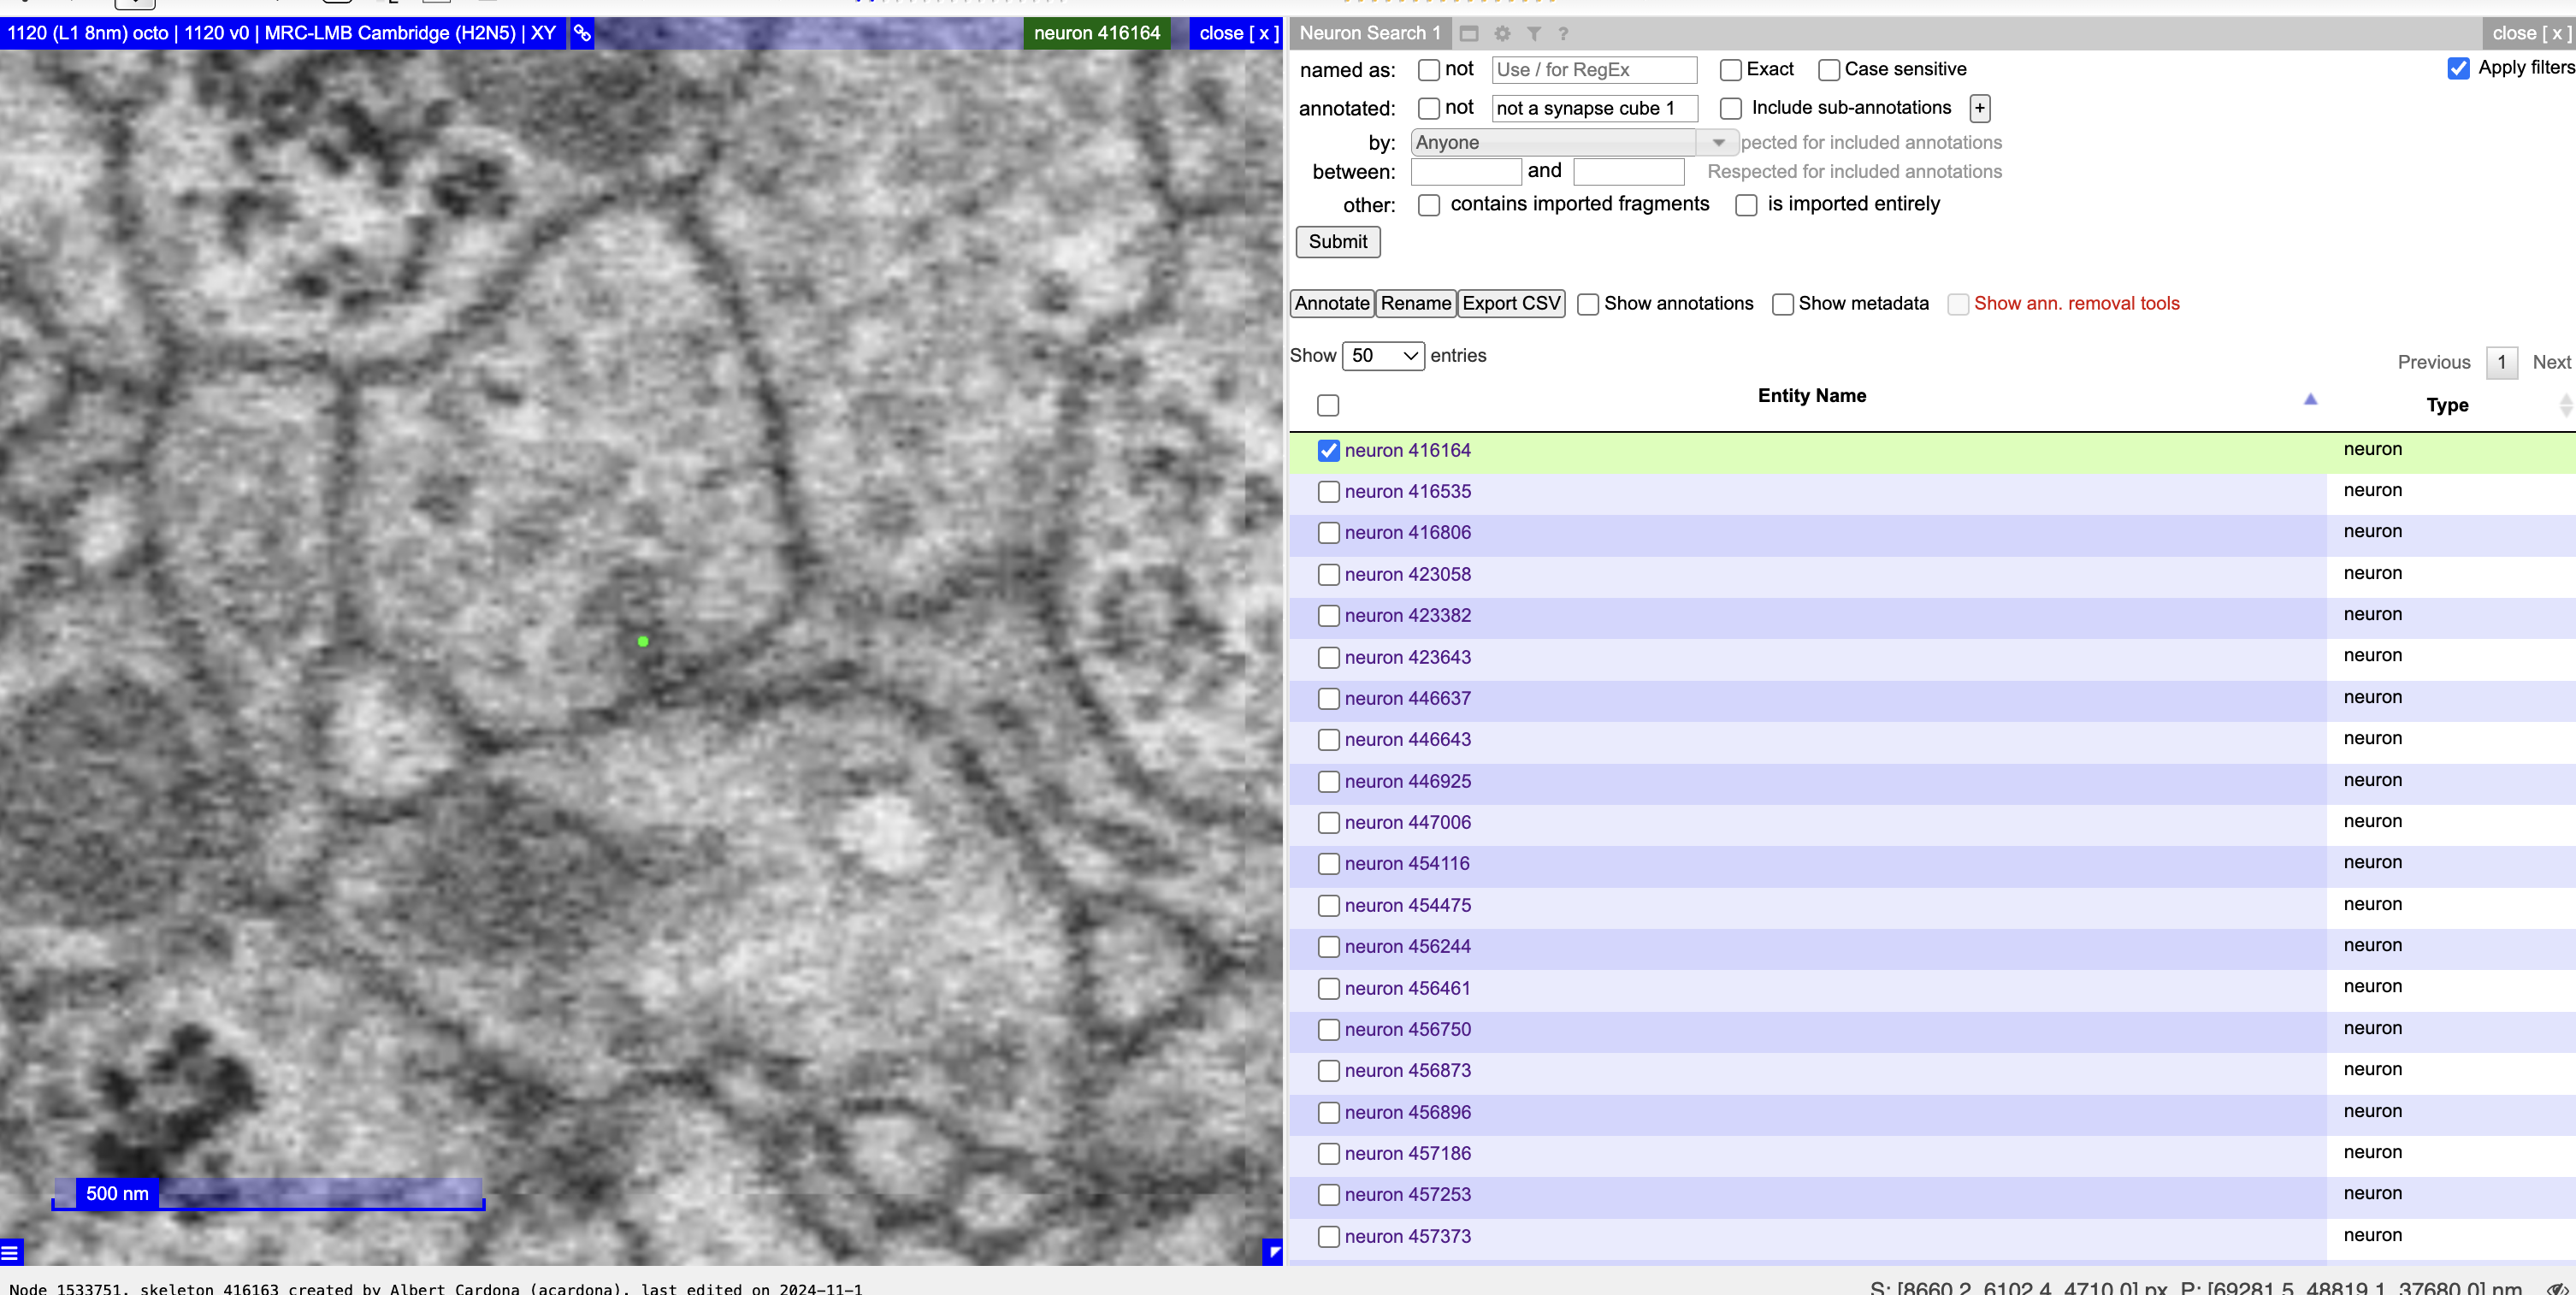 1120 (L1 8nm) octo | 1120 v0 | MRC-LMB Cambridge (H2N5) | XY
neuron 416164
close [ x ]
500 nm
Neuron Search 1
?
close [ x ]
named as: not Use / for RegEx Exact Case sensitive
Apply filters
annotated: not not a synapse cube 1 Include sub-annotations +
by: Anyone pected for included annotations
between: and Respected for included annotations
other: contains imported fragments is imported entirely
Submit
Annotate Rename Export CSV Show annotations Show metadata Show ann. removal tools
Show 50 entries
Previous 1 Next
Entity Name Type
neuron 416164 neuron
neuron 416535 neuron
neuron 416806 neuron
neuron 423058 neuron
neuron 423382 neuron
neuron 423643 neuron
neuron 446637 neuron
neuron 446643 neuron
neuron 446925 neuron
neuron 447006 neuron
neuron 454116 neuron
neuron 454475 neuron
neuron 456244 neuron
neuron 456461 neuron
neuron 456750 neuron
neuron 456873 neuron
neuron 456896 neuron
neuron 457186 neuron
neuron 457253 neuron
neuron 457373 neuron
Node 1533751, skeleton 416163 created by Albert Cardona (acardona), last edited on 2024-11-1
S: [8660.2, 6102.4, 4710.0] px, P: [69281.5, 48819.1, 37680.0] nm